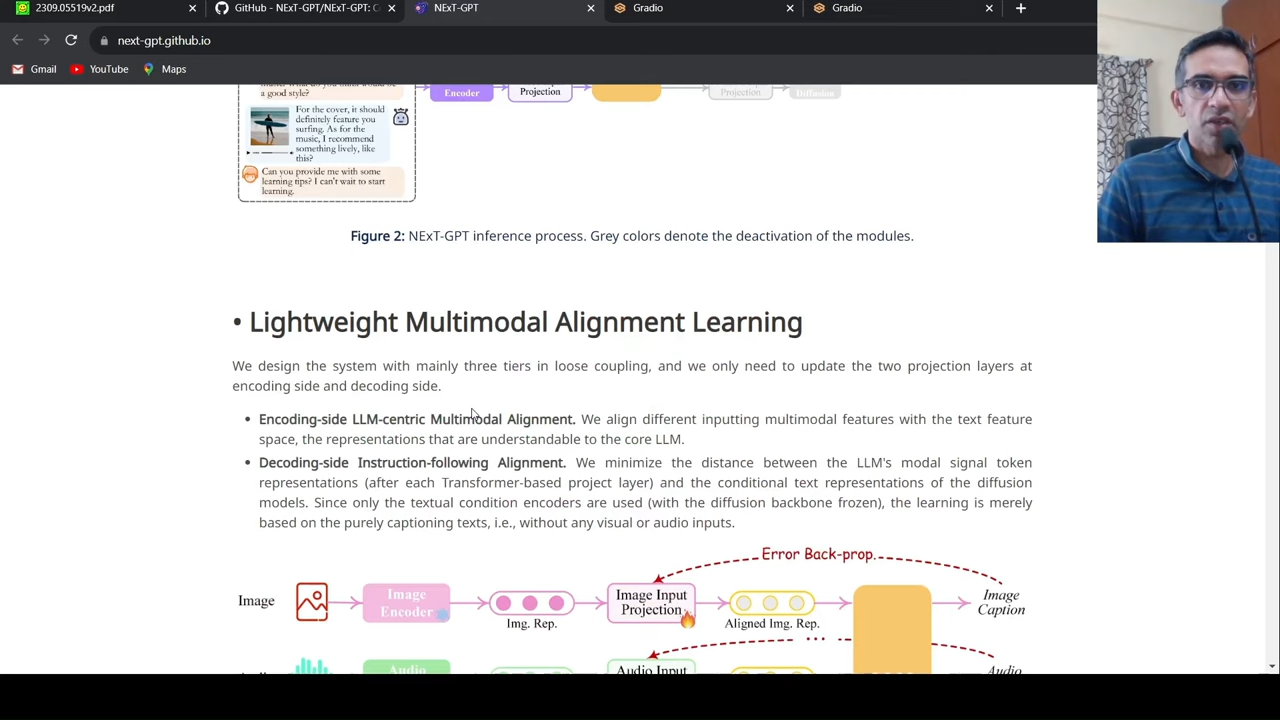 2309.05519v2.pdf
GitHub - NExT-GPT/NExT-GPT: C
NExT-GPT
Gradio
Gradio
next-gpt.github.io
Gmail
YouTube
Maps
a good style?
For the cover, it should
definitely feature you
surfing. As for the
music, I recommend
something lively, like
this?
Can you provide me with some
learning tips? I can't wait to start
learning.
Encoder
Projection
Projection
Diffusion
Figure 2: NExT-GPT inference process. Grey colors denote the deactivation of the modules.
• Lightweight Multimodal Alignment Learning
We design the system with mainly three tiers in loose coupling, and we only need to update the two projection layers at
encoding side and decoding side.
• Encoding-side LLM-centric Multimodal Alignment. We align different inputting multimodal features with the text feature
space, the representations that are understandable to the core LLM.
• Decoding-side Instruction-following Alignment. We minimize the distance between the LLM's modal signal token
representations (after each Transformer-based project layer) and the conditional text representations of the diffusion
models. Since only the textual condition encoders are used (with the diffusion backbone frozen), the learning is merely
based on the purely captioning texts, i.e., without any visual or audio inputs.
Error Back-prop.
Image
Image
Encoder
Img. Rep.
Image Input
Projection
Aligned Img. Rep.
...
Image
Caption
Audio
Audio Input
Audio